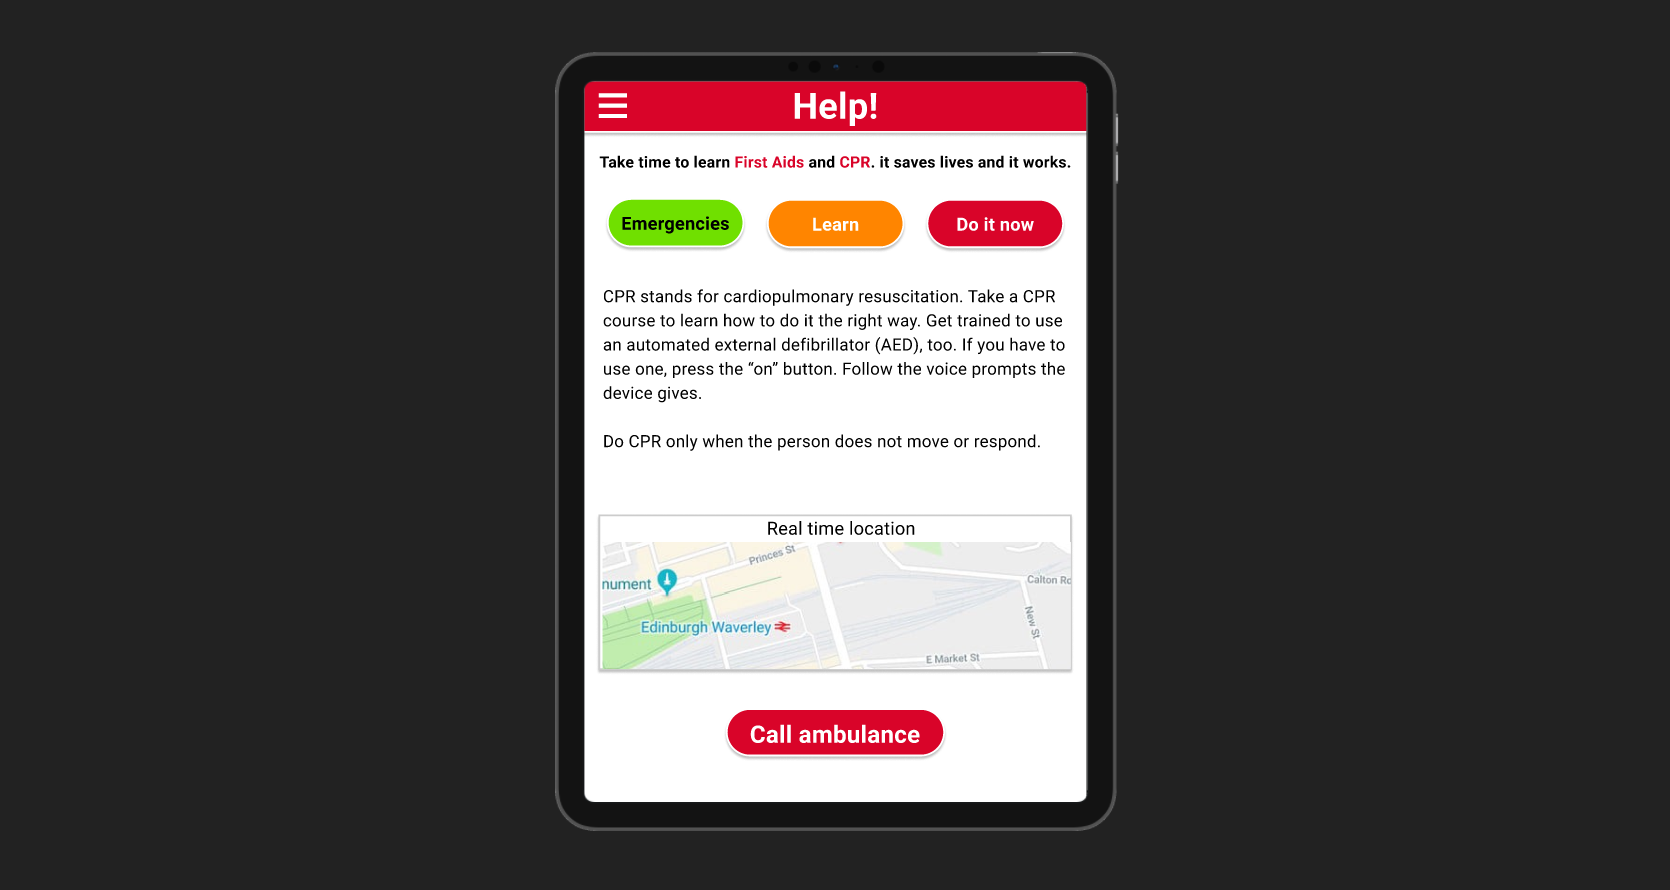 Help!
Take time to learn First Aids and CPR. it saves lives and it works.
Emergencies
Learn
Do it now
CPR stands for cardiopulmonary resuscitation. Take a CPR
course to learn how to do it the right way. Get trained to use
an automated external defibrillator (AED), too. If you have to
use one, press the “on” button. Follow the voice prompts the
device gives.
Do CPR only when the person does not move or respond.
Real time location
Princes St
nument
Calton Ro
New St
Edinburgh Waverley
E Market St
Call ambulance